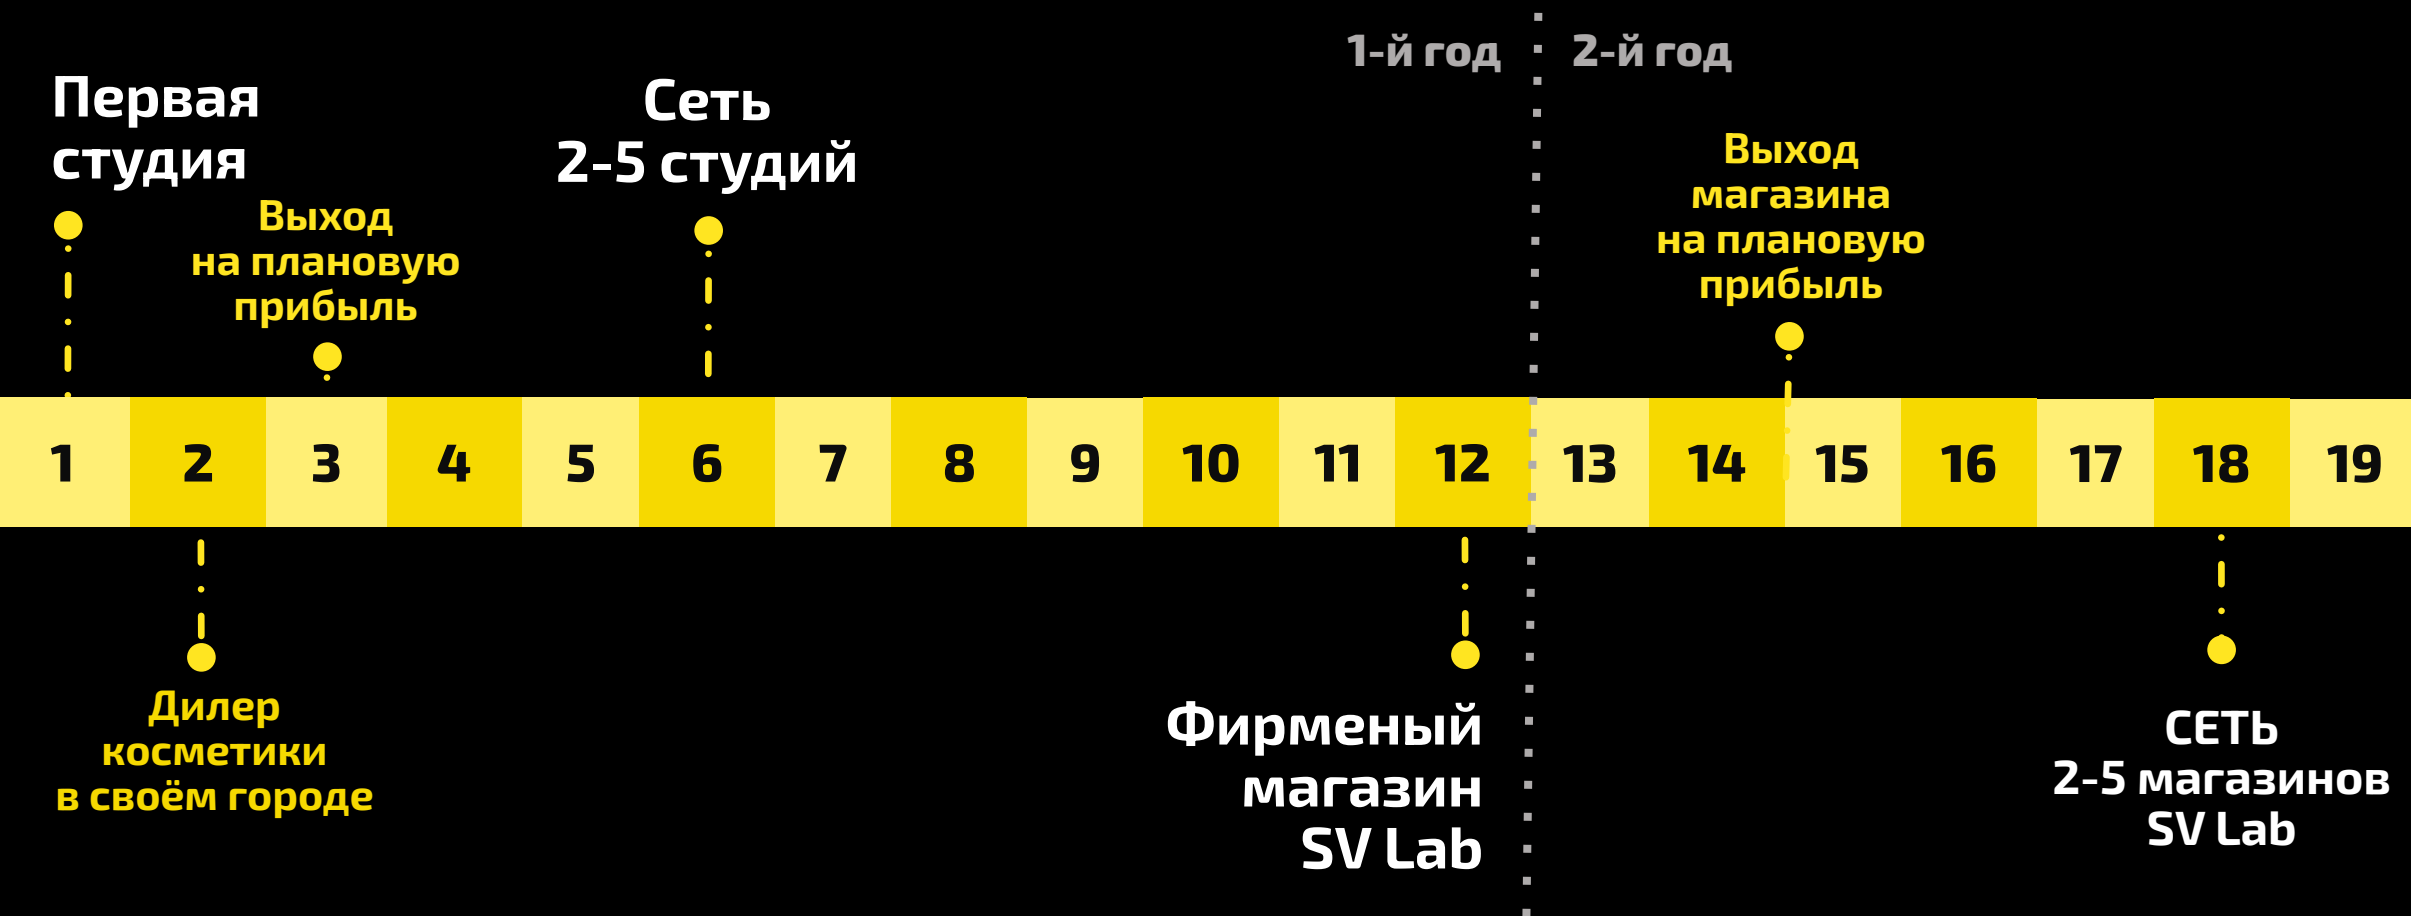 1-й год
2-й год
Первая
студия
Сеть
2-5 студий
Выход
на плановую
прибыль
Выход
магазина
на плановую
прибыль
1 2 3 4 5 6 7 8 9 10 11 12 13 14 15 16 17 18 19
Дилер
косметики
в своём городе
Фирменый
магазин
SV Lab
СЕТЬ
2-5 магазинов
SV Lab